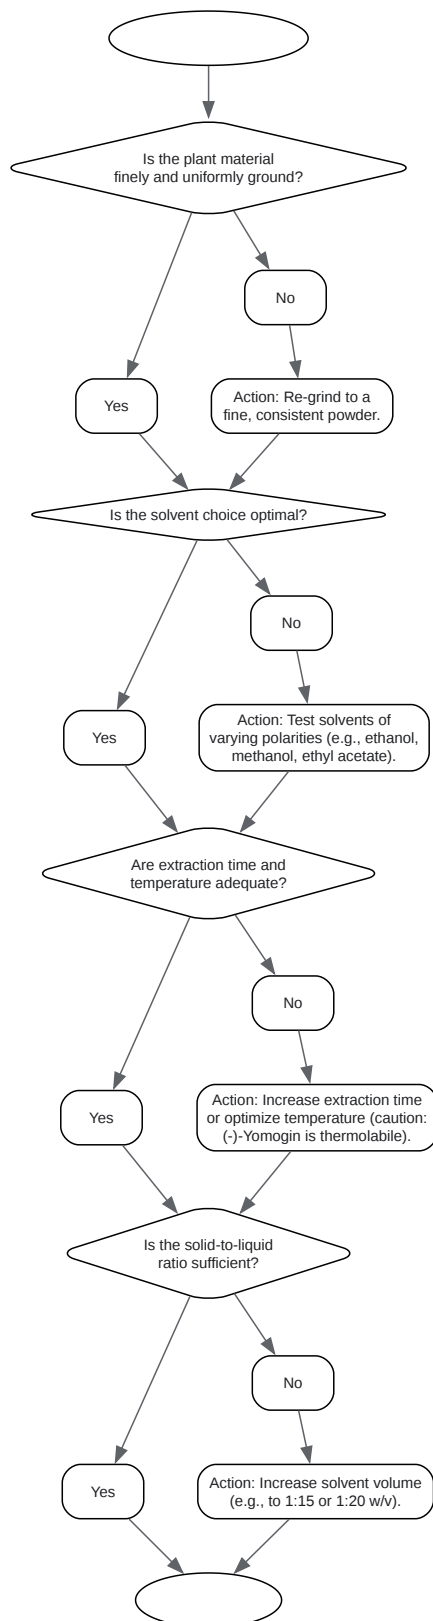 Is the plant material
finely and uniformly ground?
No
Yes
Action: Re-grind to a
fine, consistent powder.
Is the solvent choice optimal?
No
Yes
Action: Test solvents of
varying polarities (e.g., ethanol,
methanol, ethyl acetate).
Are extraction time and
temperature adequate?
No
Yes
Action: Increase extraction time
or optimize temperature (caution:
(-)-Yomogin is thermolabile).
Is the solid-to-liquid
ratio sufficient?
No
Yes
Action: Increase solvent volume
(e.g., to 1:15 or 1:20 w/v).